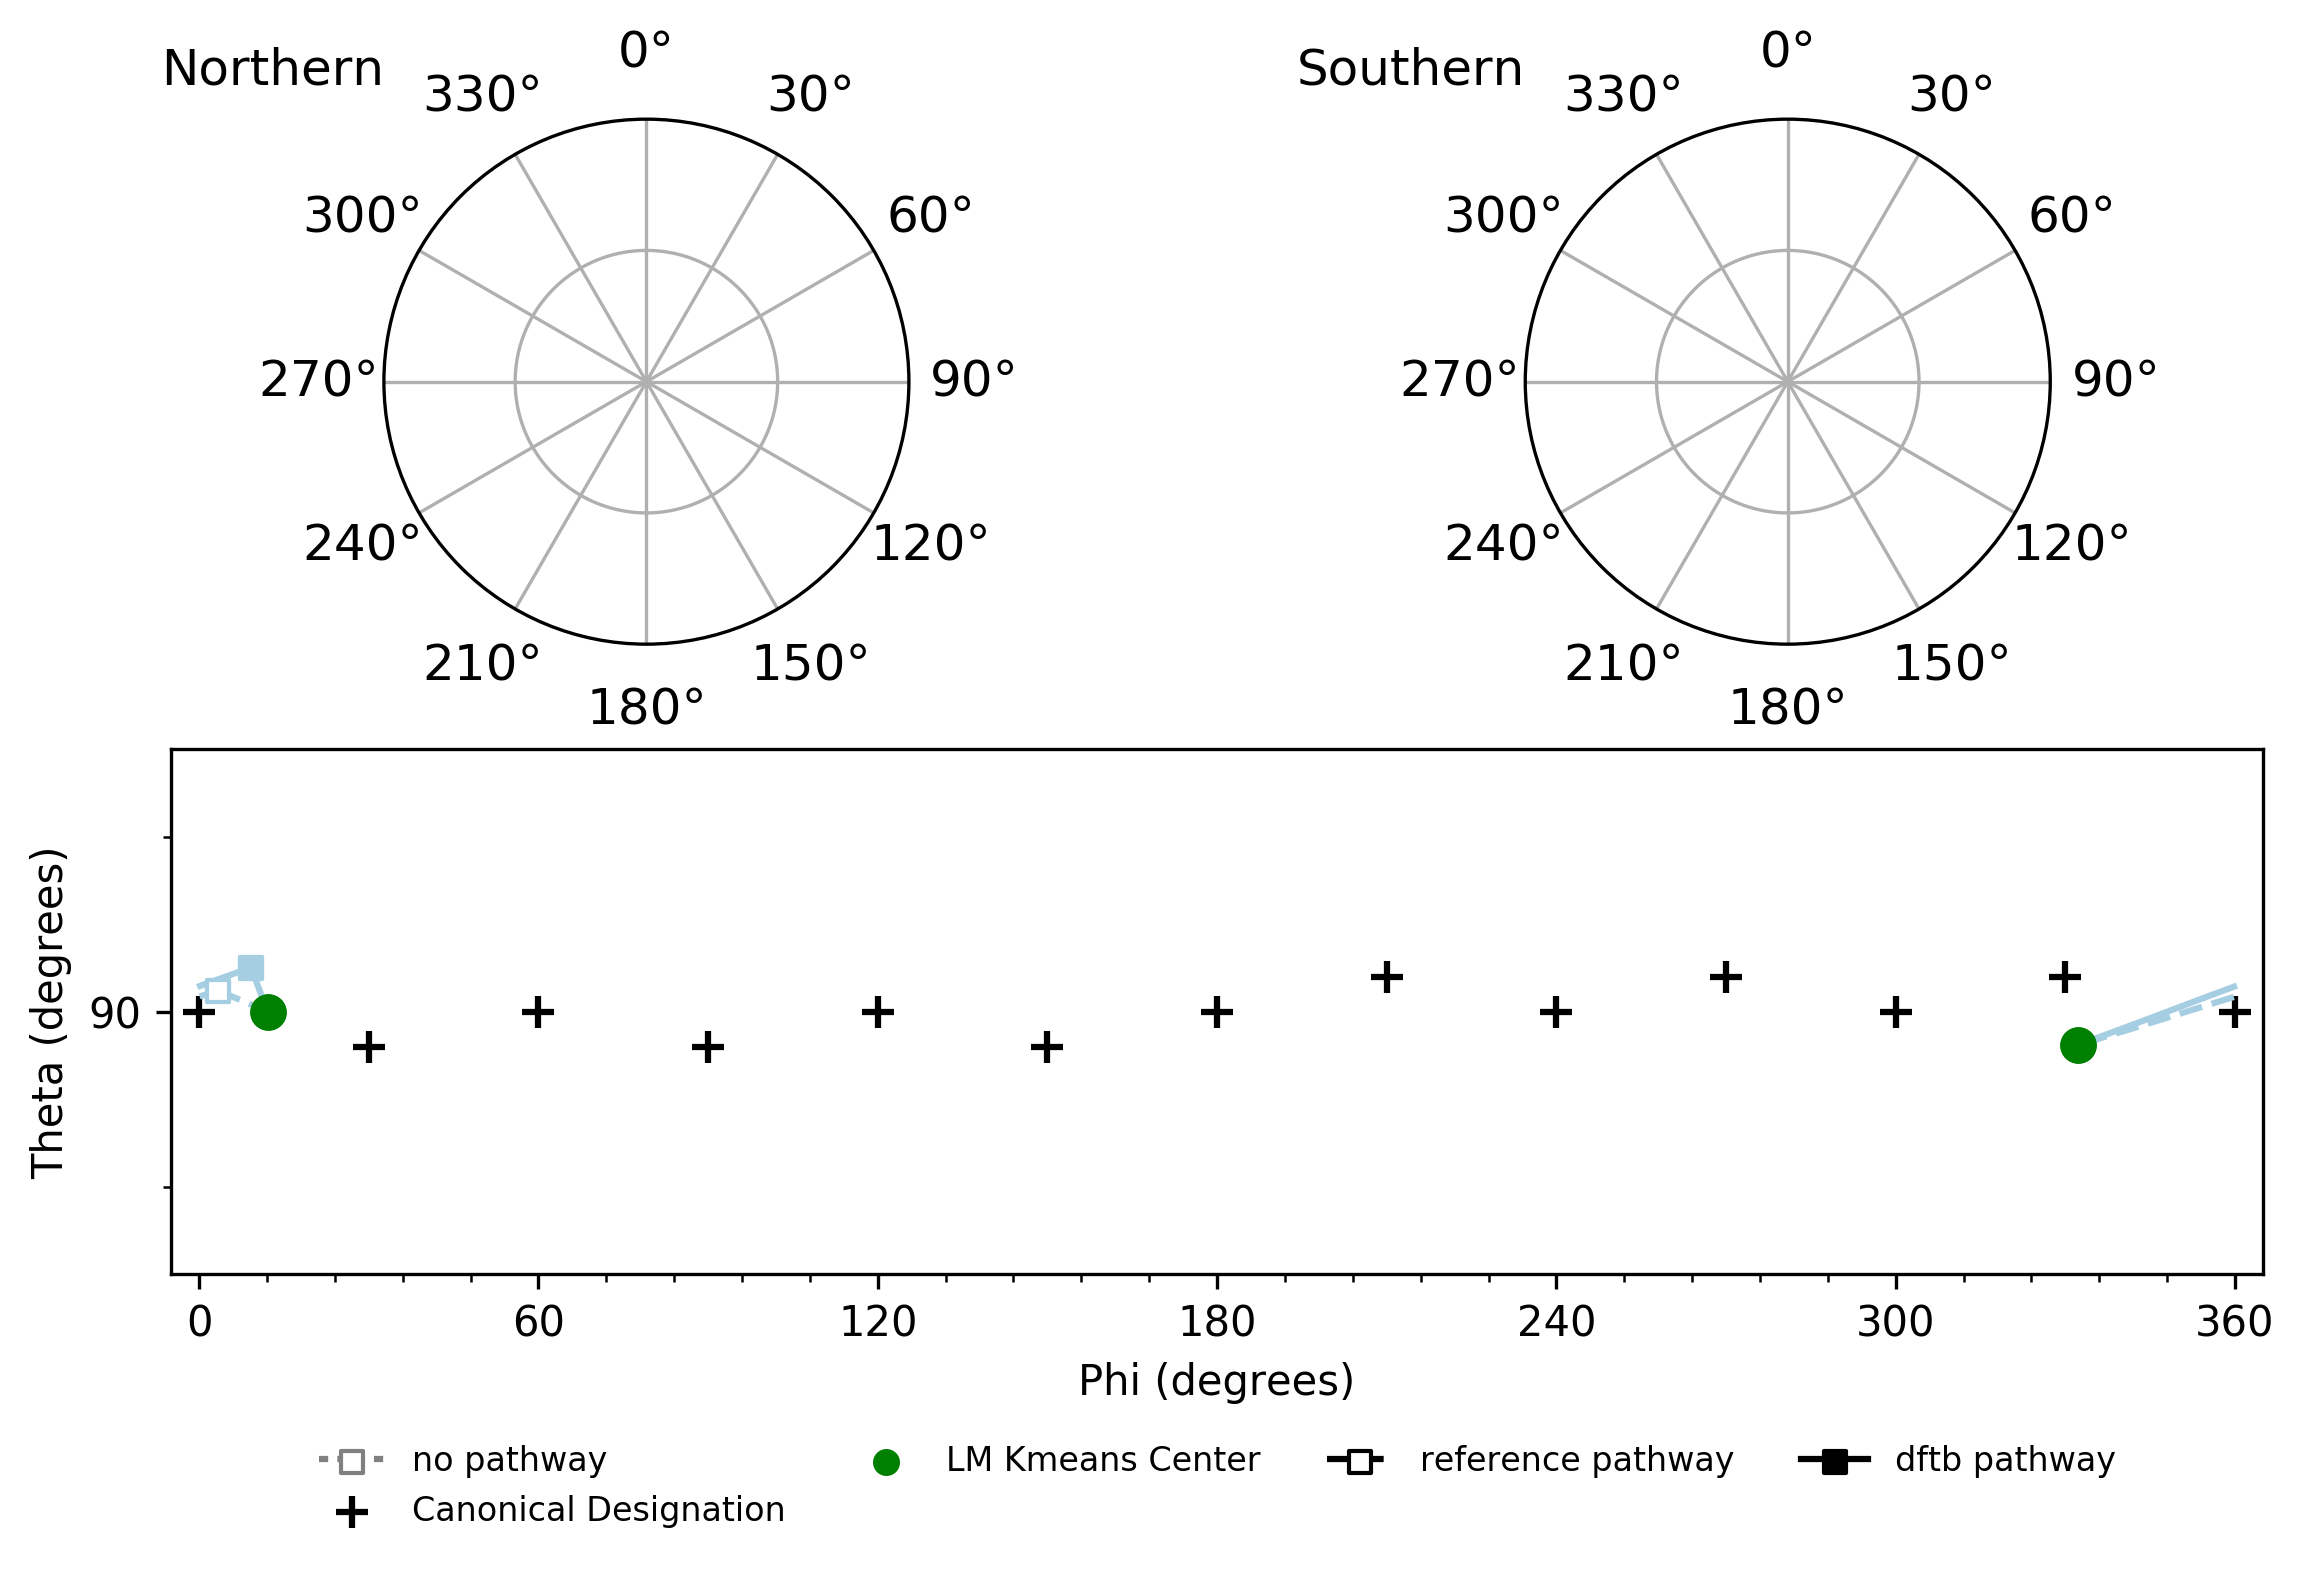 Northern
0°
330°
30°
300°
60°
270°
90°
240°
120°
210°
150°
180°
Southern
0°
330°
30°
300°
60°
270°
90°
240°
120°
210°
150°
180°
Theta (degrees)
90
0 60 120 180 240 300 360
Phi (degrees)
no pathway
Canonical Designation
LM Kmeans Center
reference pathway
dftb pathway